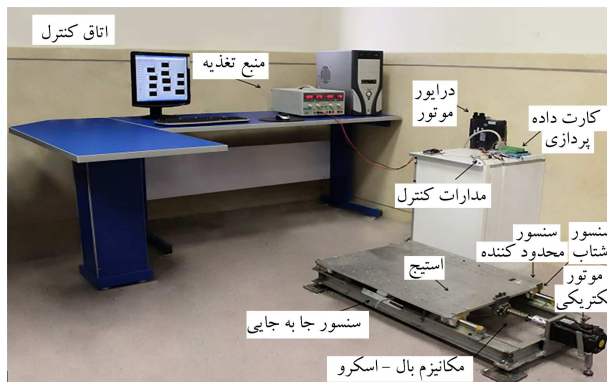 اتاق کنترل
منبع تغذیه
درایور
موتور
کارت داده
پردازی
مدارات کنترل
سنسور
محدود کننده
سنسور
شتاب
موتور
کتریکی
استیج
سنسور جا به جایی
مکانیزم بال - اسکرو